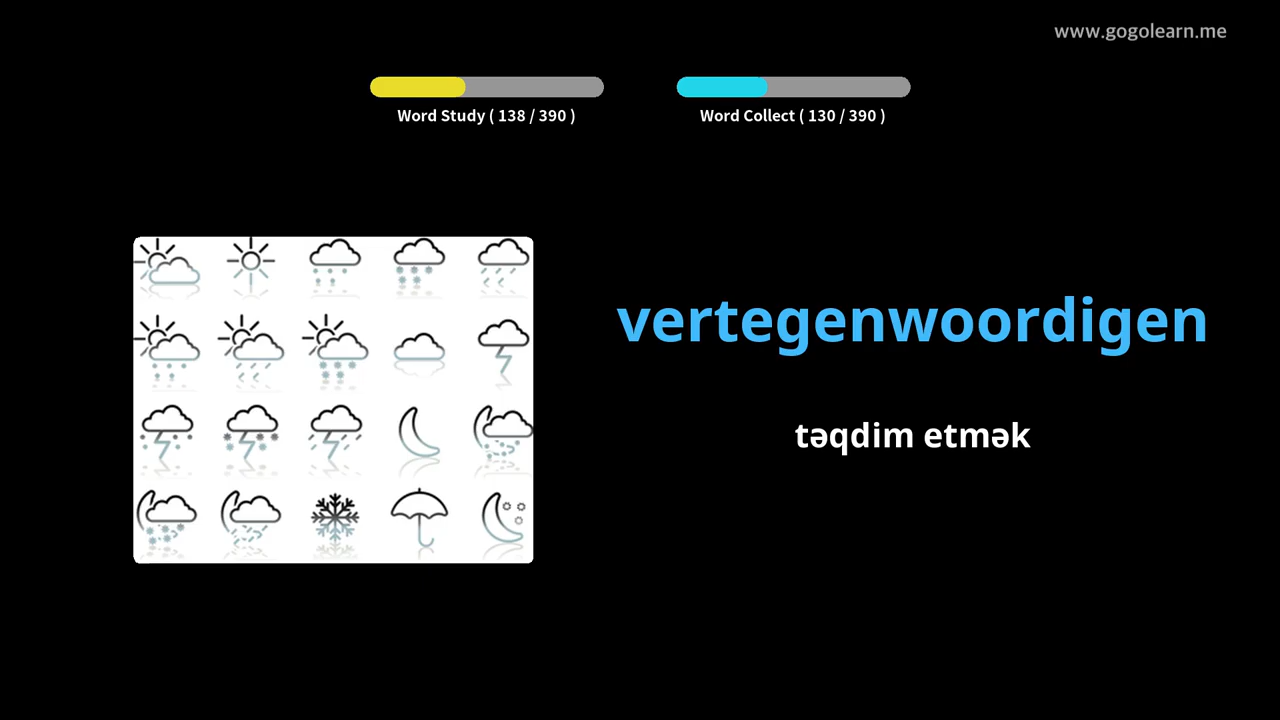 www.gogolearn.me
Word Study ( 138 / 390 )
Word Collect ( 130 / 390 )
vertegenwoordigen
təqdim etmək